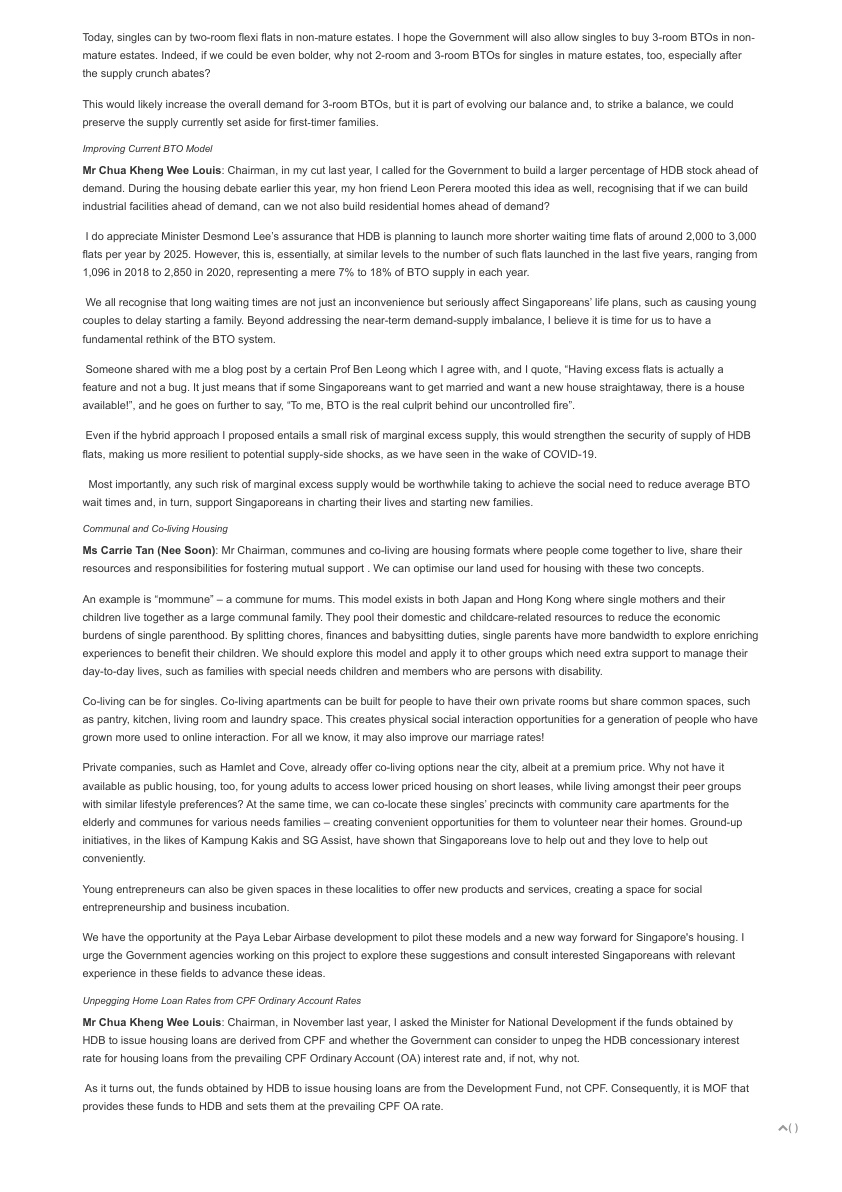 Today, singles can by two-room flexi flats in non-mature estates. I hope the Government will also allow singles to buy 3-room BTOs in non-
mature estates. Indeed, if we could be even bolder, why not 2-room and 3-room BTOs for singles in mature estates, too, especially after
the supply crunch abates?
This would likely increase the overall demand for 3-room BTOs, but it is part of evolving our balance and, to strike a balance, we could
preserve the supply currently set aside for first-timer families.
Improving Current BTO Model
Mr Chua Kheng Wee Louis: Chairman, in my cut last year, I called for the Government to build a larger percentage of HDB stock ahead of
demand. During the housing debate earlier this year, my hon friend Leon Perera mooted this idea as well, recognising that if we can build
industrial facilities ahead of demand, can we not also build residential homes ahead of demand?
I do appreciate Minister Desmond Lee's assurance that HDB is planning to launch more shorter waiting time flats of around 2,000 to 3,000
flats per year by 2025. However, this is, essentially, at similar levels to the number of such flats launched in the last five years, ranging from
1,096 in 2018 to 2,850 in 2020, representing a mere 7% to 18% of BTO supply in each year.
We all recognise that long waiting times are not just an inconvenience but seriously affect Singaporeans' life plans, such as causing young
couples to delay starting a family. Beyond addressing the near-term demand-supply imbalance, I believe it is time for us to have a
fundamental rethink of the BTO system.
Someone shared with me a blog post by a certain Prof Ben Leong which I agree with, and I quote, "Having excess flats is actually a
feature and not a bug. It just means that if some Singaporeans want to get married and want a new house straightaway, there is a house
available!", and he goes on further to say, "To me, BTO is the real culprit behind our uncontrolled fire".
Even if the hybrid approach I proposed entails a small risk of marginal excess supply, this would strengthen the security of supply of HDB
flats, making us more resilient to potential supply-side shocks, as we have seen in the wake of COVID-19.
Most importantly, any such risk of marginal excess supply would be worthwhile taking to achieve the social need to reduce average BTO
wait times and, in turn, support Singaporeans in charting their lives and starting new families.
Communal and Co-living Housing
Ms Carrie Tan (Nee Soon): Mr Chairman, communes and co-living are housing formats where people come together to live, share their
resources and responsibilities for fostering mutual support . We can optimise our land used for housing with these two concepts.
An example is "mommune" – a commune for mums. This model exists in both Japan and Hong Kong where single mothers and their
children live together as a large communal family. They pool their domestic and childcare-related resources to reduce the economic
burdens of single parenthood. By splitting chores, finances and babysitting duties, single parents have more bandwidth to explore enriching
experiences to benefit their children. We should explore this model and apply it to other groups which need extra support to manage their
day-to-day lives, such as families with special needs children and members who are persons with disability.
Co-living can be for singles. Co-living apartments can be built for people to have their own private rooms but share common spaces, such
as pantry, kitchen, living room and laundry space. This creates physical social interaction opportunities for a generation of people who have
grown more used to online interaction. For all we know, it may also improve our marriage rates!
Private companies, such as Hamlet and Cove, already offer co-living options near the city, albeit at a premium price. Why not have it
available as public housing, too, for young adults to access lower priced housing on short leases, while living amongst their peer groups
with similar lifestyle preferences? At the same time, we can co-locate these singles' precincts with community care apartments for the
elderly and communes for various needs families – creating convenient opportunities for them to volunteer near their homes. Ground-up
initiatives, in the likes of Kampung Kakis and SG Assist, have shown that Singaporeans love to help out and they love to help out
conveniently.
Young entrepreneurs can also be given spaces in these localities to offer new products and services, creating a space for social
entrepreneurship and business incubation.
We have the opportunity at the Paya Lebar Airbase development to pilot these models and a new way forward for Singapore's housing. I
urge the Government agencies working on this project to explore these suggestions and consult interested Singaporeans with relevant
experience in these fields to advance these ideas.
Unpegging Home Loan Rates from CPF Ordinary Account Rates
Mr Chua Kheng Wee Louis: Chairman, in November last year, I asked the Minister for National Development if the funds obtained by
HDB to issue housing loans are derived from CPF and whether the Government can consider to unpeg the HDB concessionary interest
rate for housing loans from the prevailing CPF Ordinary Account (OA) interest rate and, if not, why not.
As it turns out, the funds obtained by HDB to issue housing loans are from the Development Fund, not CPF. Consequently, it is MOF that
provides these funds to HDB and sets them at the prevailing CPF OA rate.
( )